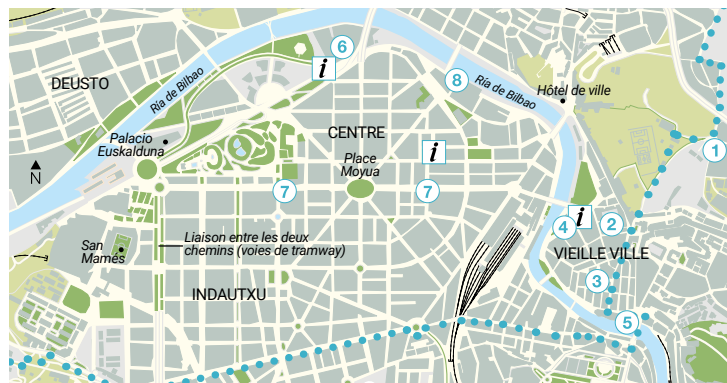 6
i
DEUSTO
Ría de Bilbao
8
Ría de Bilbao
Hôtel de ville
Palacio
Euskalduna
CENTRE
i
1
Place
Moyua
N
7
7
i
4
2
San
Mamés
Liaison entre les deux
chemins (voies de tramway)
VIEILLE VILLE
3
INDAUTXU
5